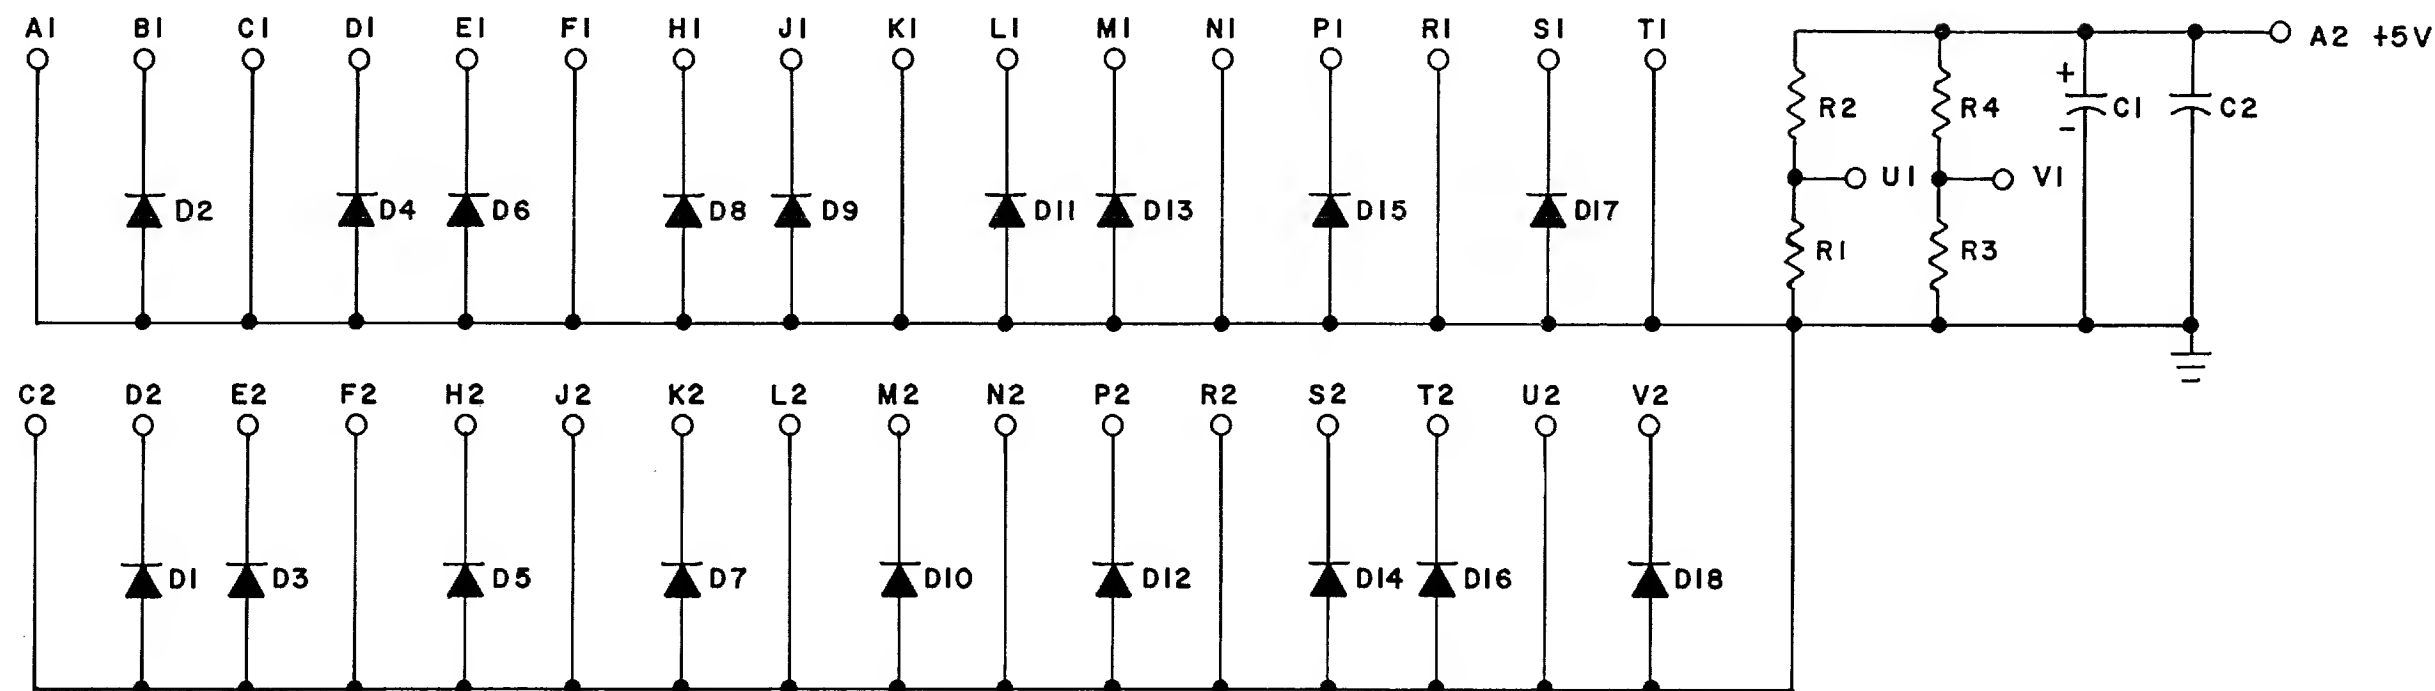 A1 B1 C1 D1 E1 F1 H1 J1 K1 L1 M1 N1 P1 R1 S1 T1 A2 +5V
+
R2 R4 C1 C2
-
U1 V1
D2 D4 D6 D8 D9 D11 D13 D15 D17
R1 R3
C2 D2 E2 F2 H2 J2 K2 L2 M2 N2 P2 R2 S2 T2 U2 V2
D1 D3 D5 D7 D10 D12 D14 D16 D18